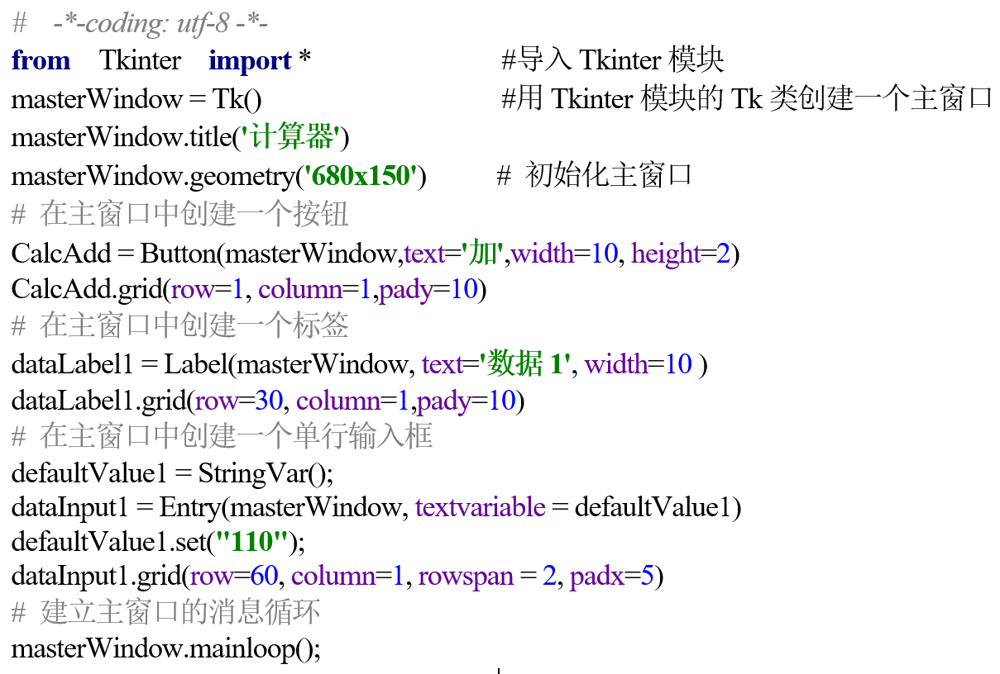 #   -*-coding: utf-8 -*-
from   Tkinter   import *   #导入 Tkinter 模块
masterWindow = Tk()   #用 Tkinter 模块的 Tk 类创建一个主窗口
masterWindow.title('计算器')
masterWindow.geometry('680x150')   #  初始化主窗口
#  在主窗口中创建一个按钮
CalcAdd = Button(masterWindow,text='加',width=10, height=2)
CalcAdd.grid(row=1, column=1,pady=10)
#  在主窗口中创建一个标签
dataLabel1 = Label(masterWindow, text='数据 1', width=10 )
dataLabel1.grid(row=30, column=1,pady=10)
#  在主窗口中创建一个单行输入框
defaultValue1 = StringVar();
dataInput1 = Entry(masterWindow, textvariable = defaultValue1)
defaultValue1.set("110");
dataInput1.grid(row=60, column=1, rowspan = 2, padx=5)
#  建立主窗口的消息循环
masterWindow.mainloop();